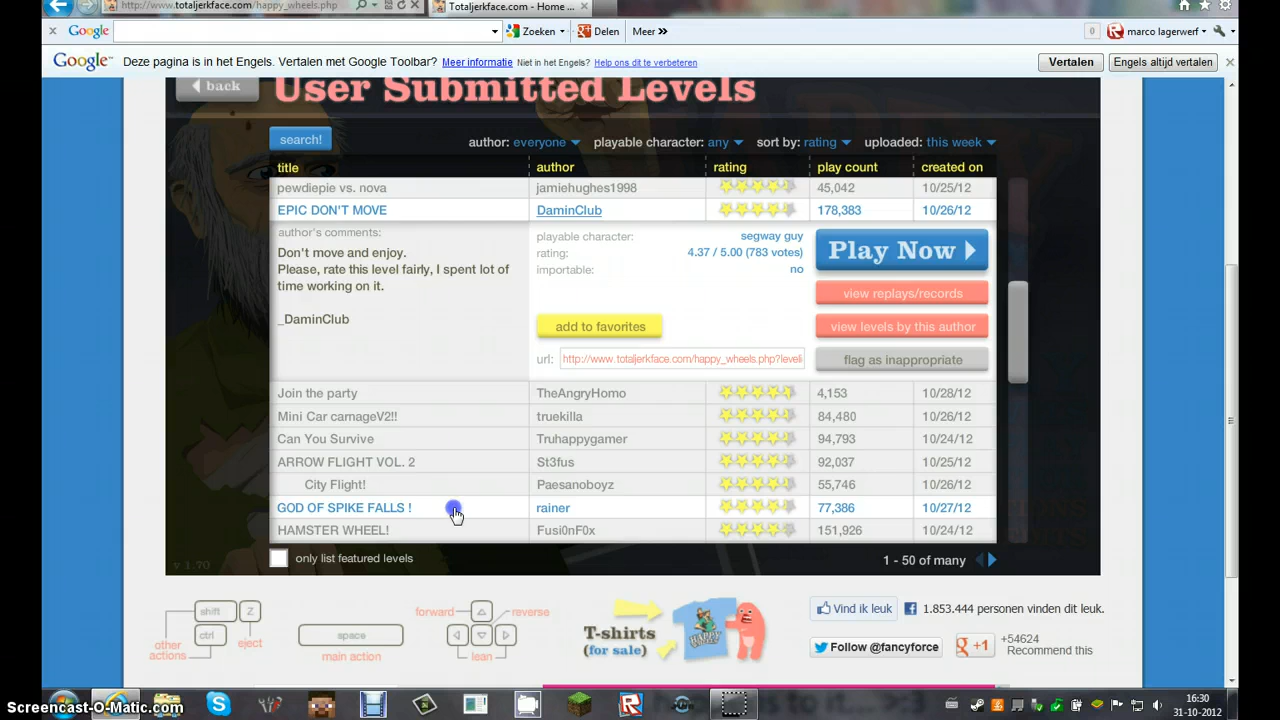 http://www.totaljerkface.com/happy_wheels.php
Totaljerkface.com - Home ...
Google Zoeken Delen Meer » 0 marco lagerwerf
Google™ Deze pagina is in het Engels. Vertalen met Google Toolbar? Meer informatie Niet in het Engels? Help ons dit te verbeteren Vertalen Engels altijd vertalen
back User Submitted Levels
search! author: everyone playable character: any sort by: rating uploaded: this week
title author rating play count created on
pewdiepie vs. nova jamiehughes1998 45,042 10/25/12
EPIC DON'T MOVE DaminClub 178,383 10/26/12
author's comments: playable character: segway guy Play Now
Don't move and enjoy. rating: 4.37 / 5.00 (783 votes)
Please, rate this level fairly, I spent lot of importable: no
time working on it. view replays/records
_DaminClub add to favorites view levels by this author
url: http://www.totaljerkface.com/happy_wheels.php?leveli flag as inappropriate
Join the party TheAngryHomo 4,153 10/28/12
Mini Car carnageV2!! truekilla 84,480 10/26/12
Can You Survive Truhappygamer 94,793 10/24/12
ARROW FLIGHT VOL. 2 St3fus 92,037 10/25/12
City Flight! Paesanoboyz 55,746 10/26/12
GOD OF SPIKE FALLS ! rainer 77,386 10/27/12
HAMSTER WHEEL! Fusi0nF0x 151,926 10/24/12
only list featured levels 1 - 50 of many
v 1.70
shift Z forward reverse
ctrl
other actions eject space main action lean
T-shirts (for sale)
HAPPY WHEELS
Vind ik leuk 1.853.444 personen vinden dit leuk.
Follow @fancyforce g +1 +54624 Recommend this
Screencast-O-Matic.com
16:30
31-10-2012